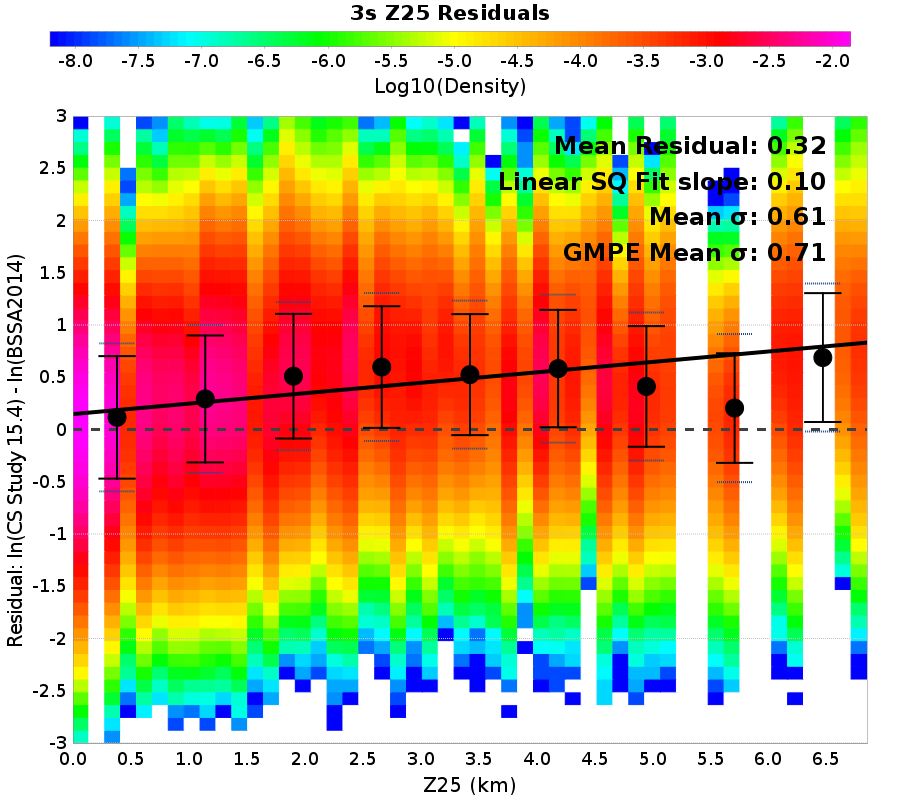 3s Z25 Residuals
-8.0 -7.5 -7.0 -6.5 -6.0 -5.5 -5.0 -4.5 -4.0 -3.5 -3.0 -2.5 -2.0
Log10(Density)
Mean Residual: 0.32
Linear SQ Fit slope: 0.10
Mean σ: 0.61
GMPE Mean σ: 0.71
Residual: ln(CS Study 15.4) - ln(BSSA2014)
3
2.5
2
1.5
1
0.5
0
-0.5
-1
-1.5
-2
-2.5
-3
0.0 0.5 1.0 1.5 2.0 2.5 3.0 3.5 4.0 4.5 5.0 5.5 6.0 6.5
Z25 (km)